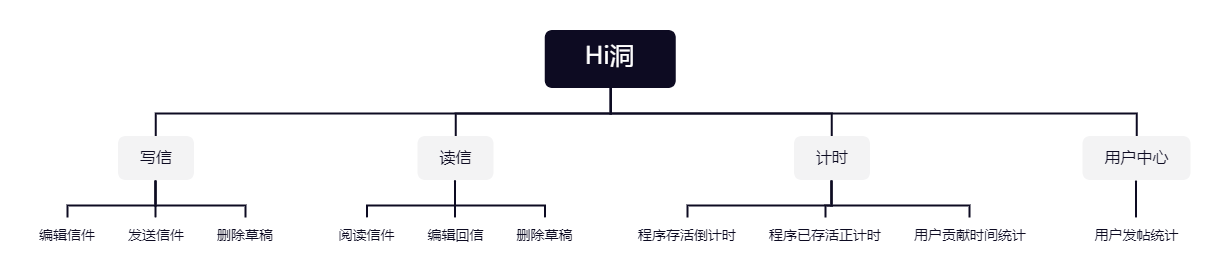 Hi洞
写信
读信
计时
用户中心
编辑信件
发送信件
删除草稿
阅读信件
编辑回信
删除草稿
程序存活倒计时
程序已存活正计时
用户贡献时间统计
用户发帖统计